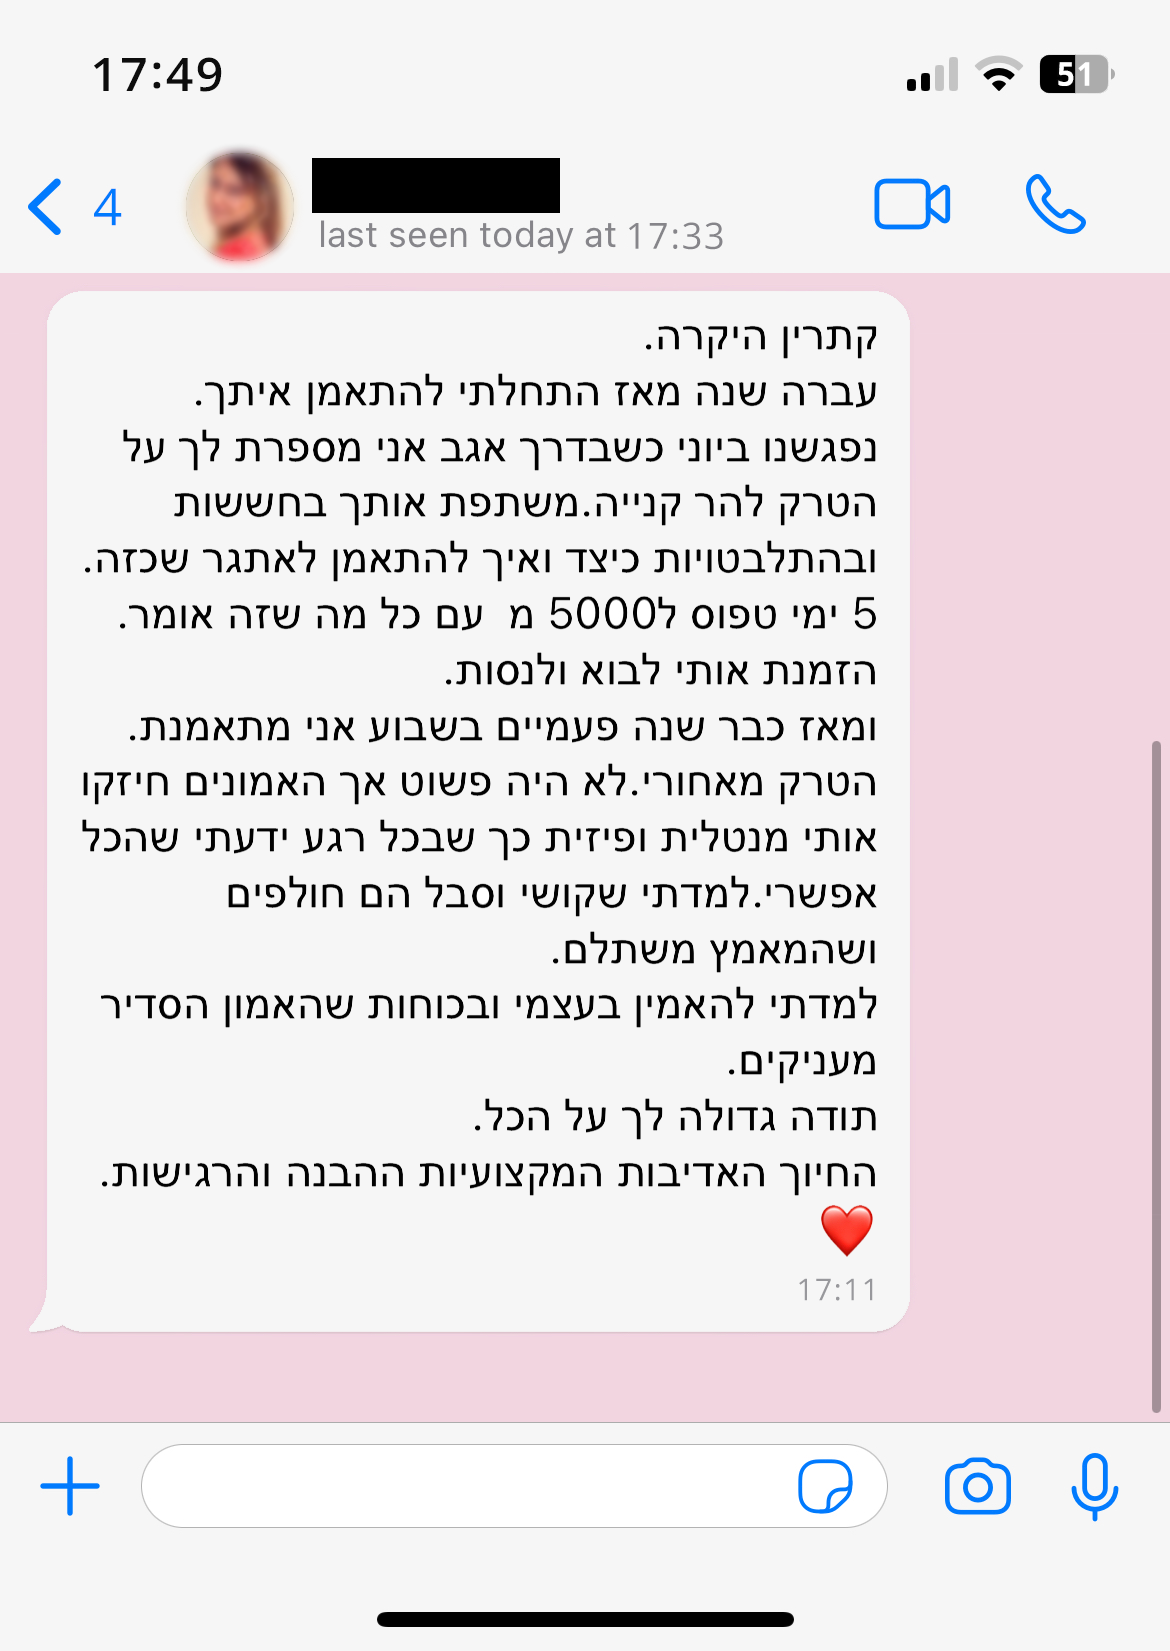 17:49
51
4
last seen today at 17:33
קתרין היקרה.
עברה שנה מאז התחלתי להתאמן איתך.
נפגשנו ביוני כשבדרך אגב אני מספרת לך על
הטרק להר קנייה.משתפת אותך בחששות
ובהתלבטויות כיצד ואיך להתאמן לאתגר שכזה.
5 ימי טפוס ל5000 מ  עם כל מה שזה אומר.
הזמנת אותי לבוא ולנסות.
ומאז כבר שנה פעמיים בשבוע אני מתאמנת.
הטרק מאחורי.לא היה פשוט אך האמונים חיזקו
אותי מנטלית ופיזית כך שבכל רגע ידעתי שהכל
אפשרי.למדתי שקושי וסבל הם חולפים
ושהמאמץ משתלם.
למדתי להאמין בעצמי ובכוחות שהאמון הסדיר
מעניקים.
תודה גדולה לך על הכל.
החיוך האדיבות המקצועיות ההבנה והרגישות.
❤️
17:11